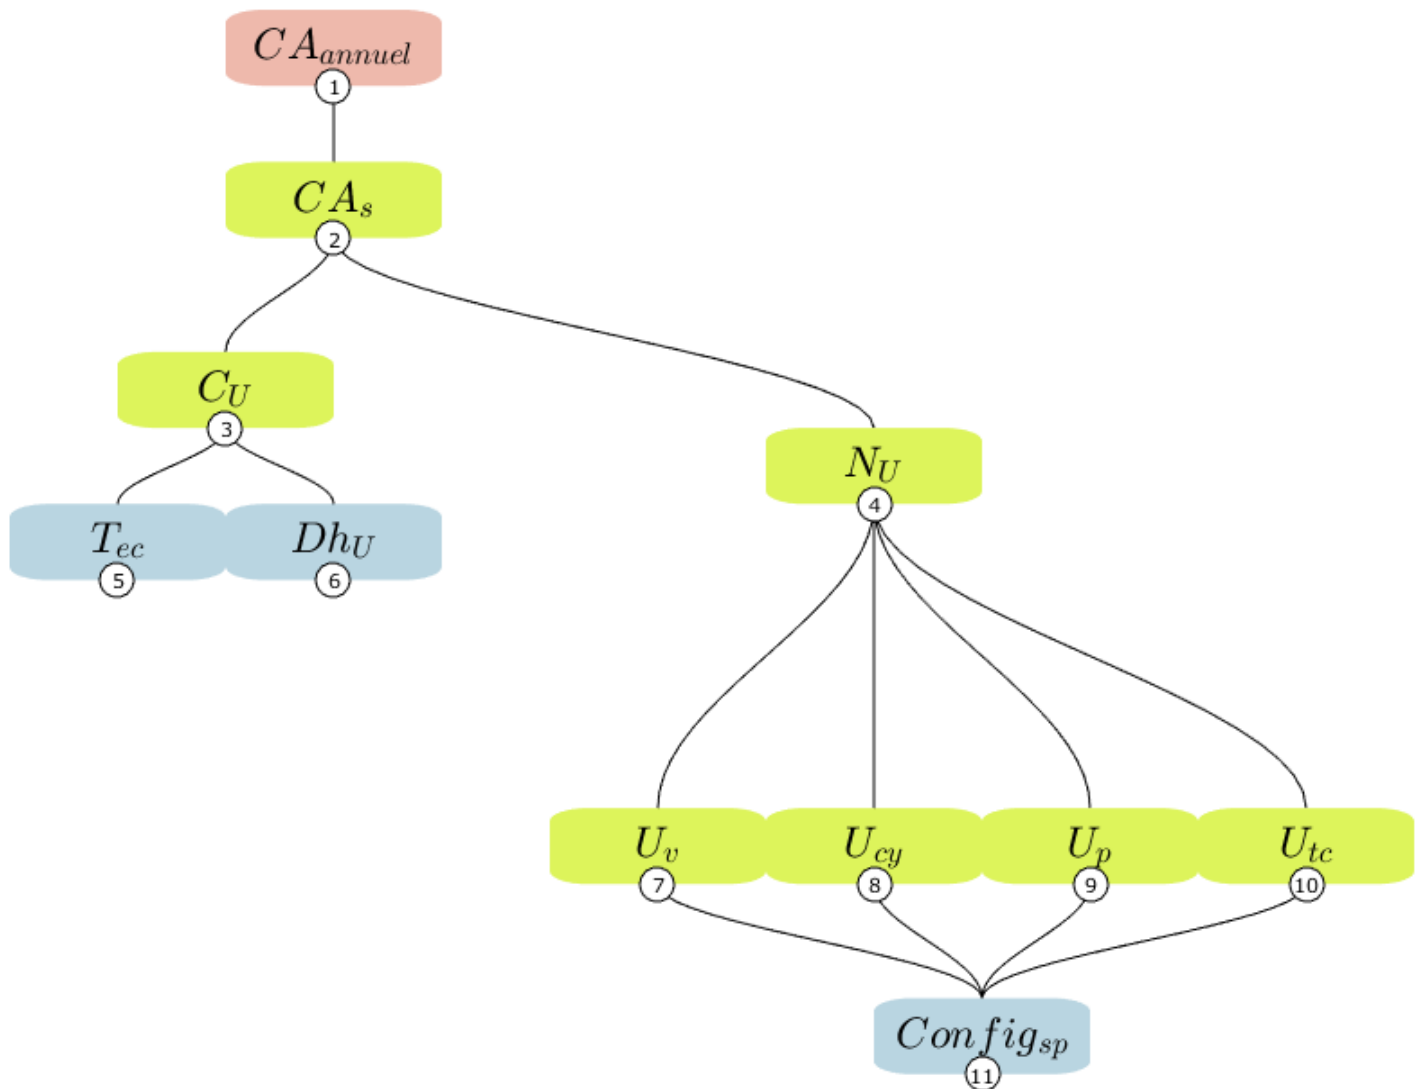 CA_annuel
1
CA_s
2
C_U
3
N_U
4
T_ec Dh_U
5 6
U_v U_cy U_p U_tc
7 8 9 10
Config_sp
11